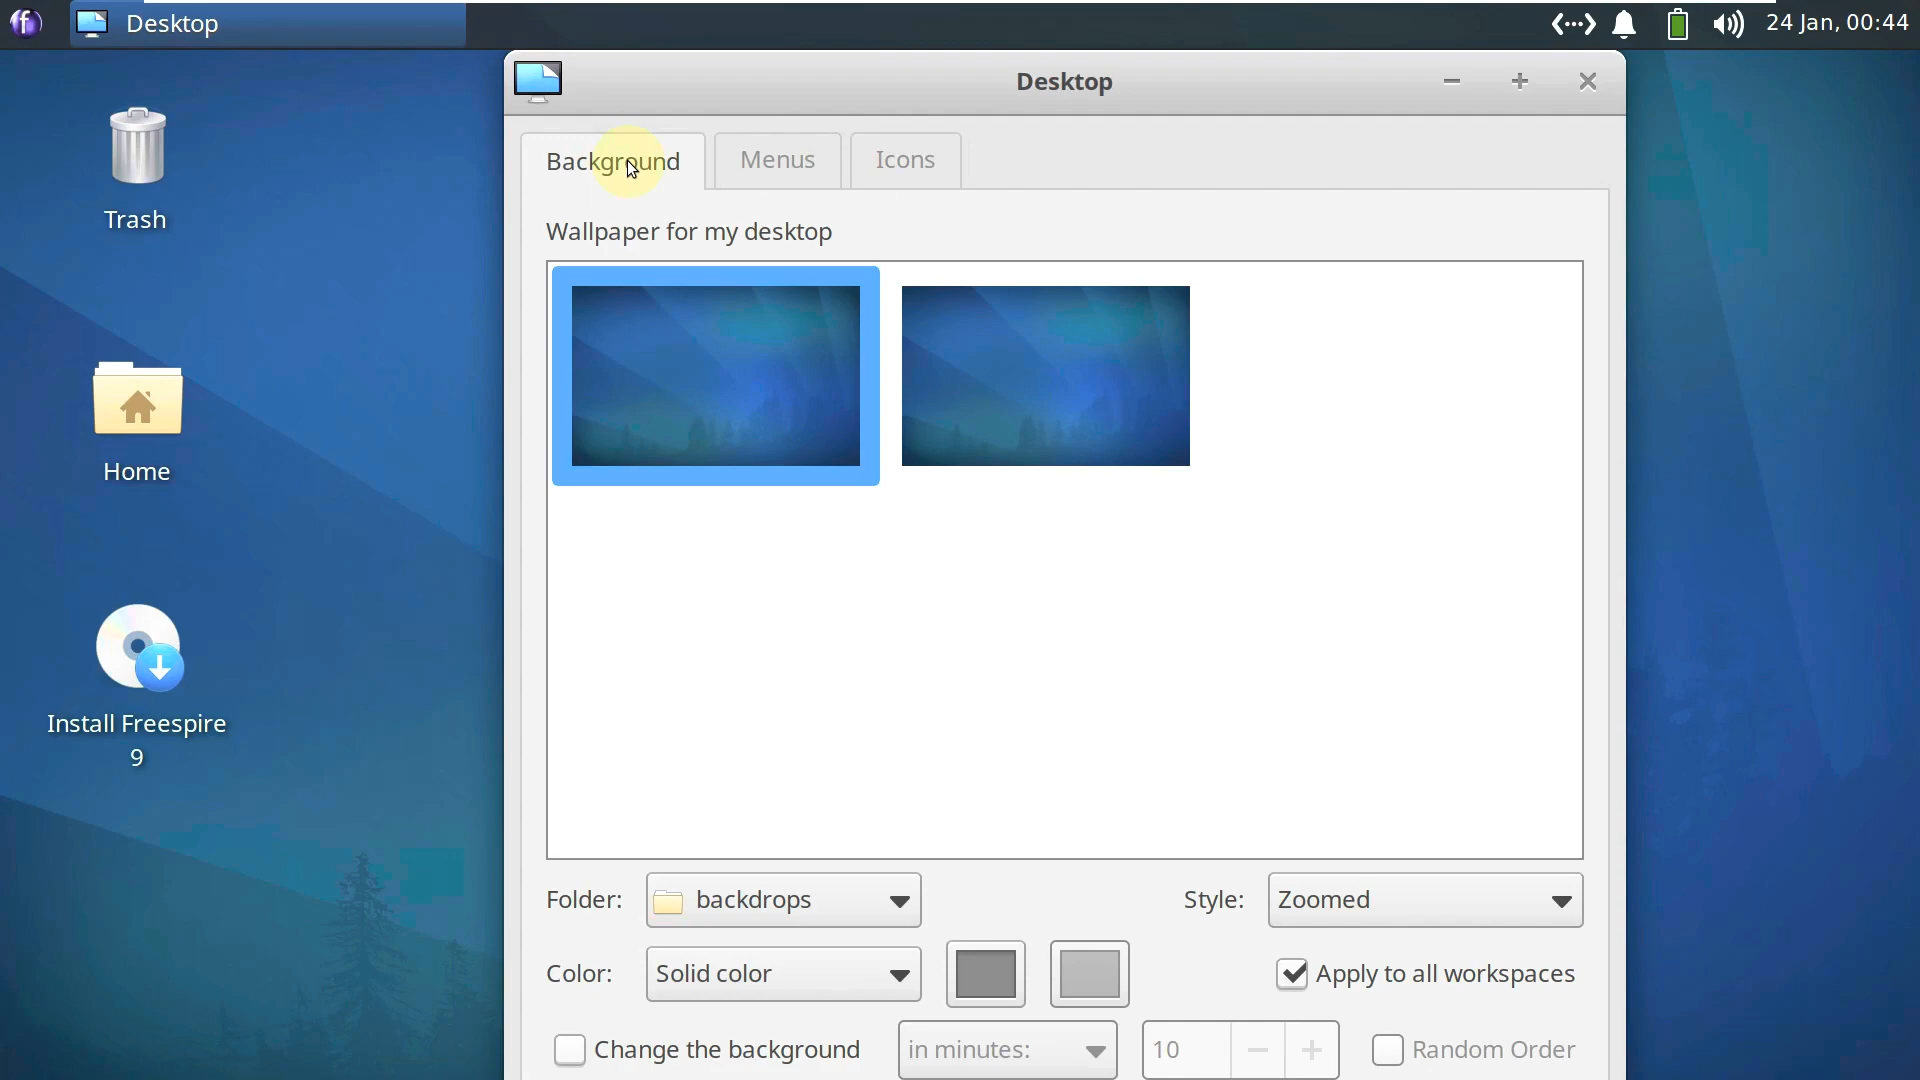 Desktop
24 Jan, 00:44
Desktop
Background
Menus
Icons
Trash
Wallpaper for my desktop
Home
Install Freespire
9
Folder:
backdrops
Style:
Zoomed
Color:
Solid color
Apply to all workspaces
Change the background
in minutes:
10
Random Order